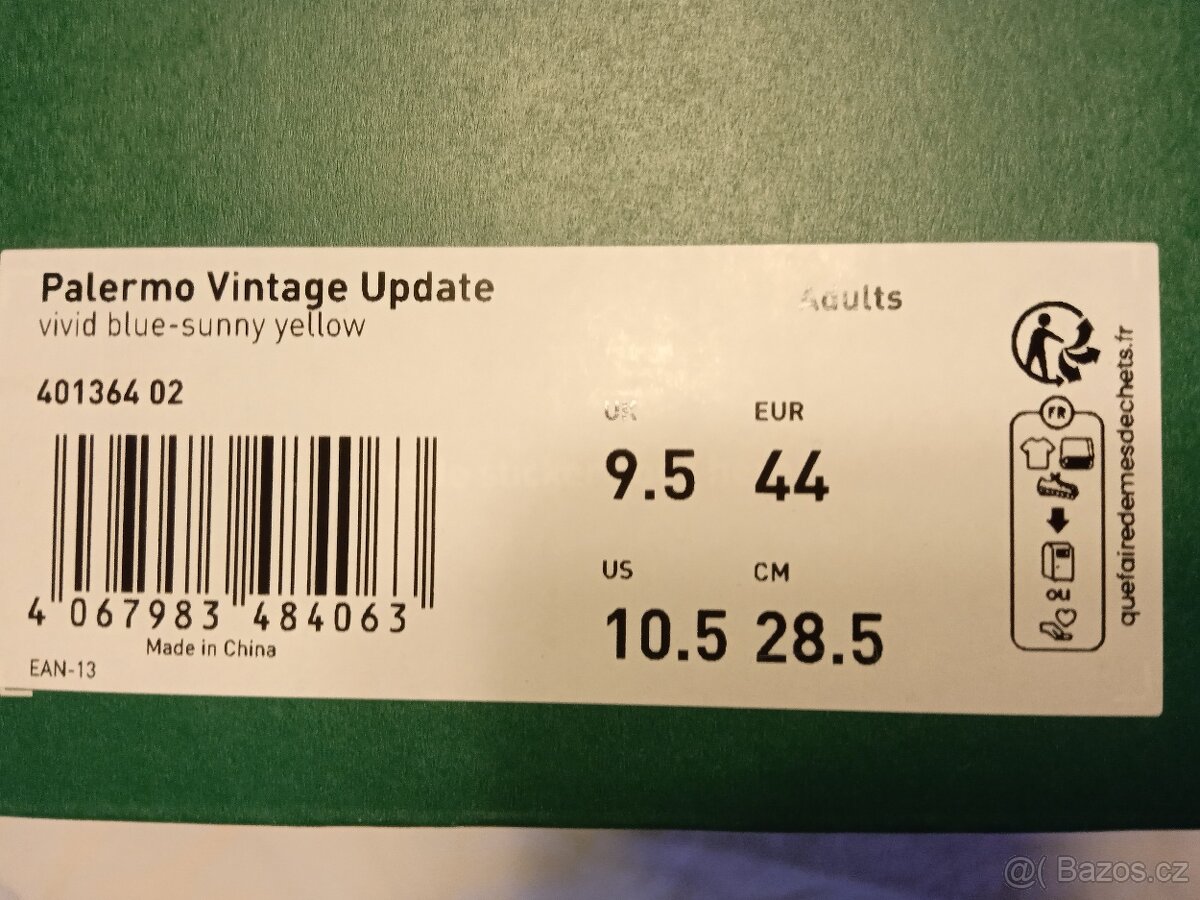 Palermo Vintage Update
vivid blue-sunny yellow
Adults
401364 02
UK
EUR
9.5
44
US
CM
10.5
28.5
4 067983 484063
Made in China
EAN-13
FR
quefairedemesdechets.fr
@( Bazos.cz